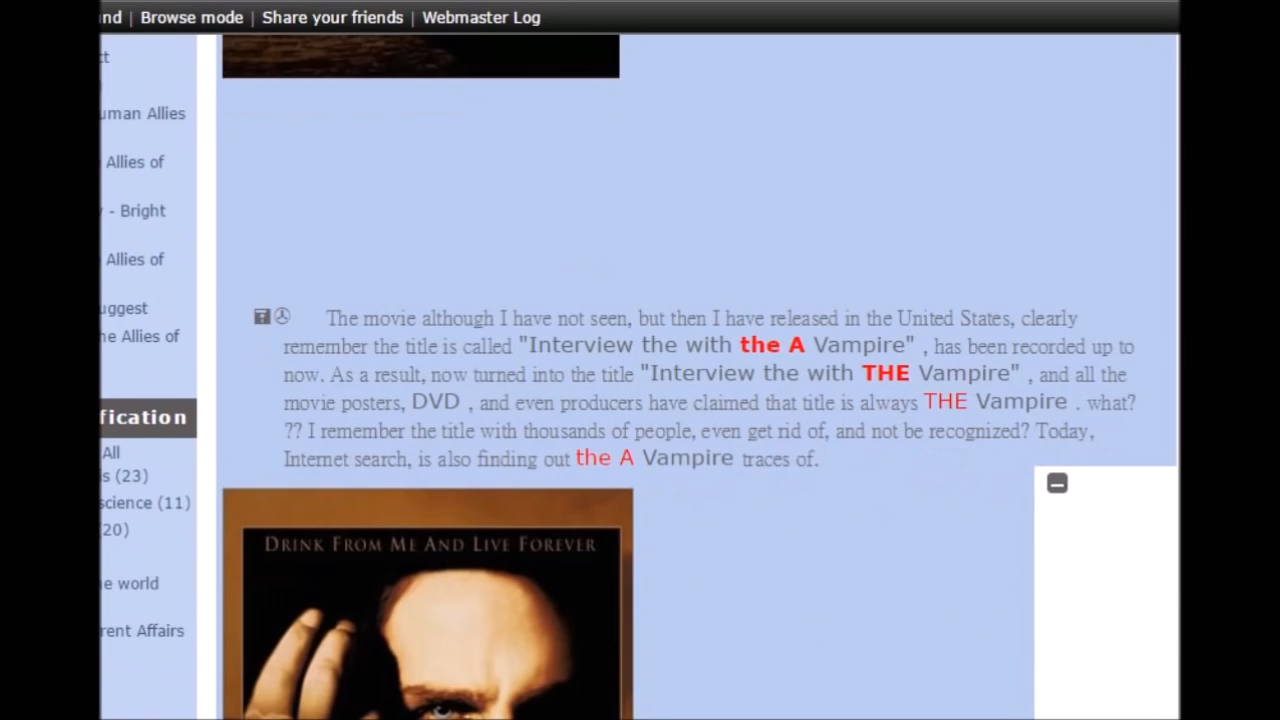 nd | Browse mode | Share your friends | Webmaster Log
uman Allies
Allies of
- Bright
Allies of
uggest
ne Allies of
fication
All
s (23)
science (11)
20)
e world
rent Affairs
The movie although I have not seen, but then I have released in the United States, clearly
remember the title is called "Interview the with the A Vampire" , has been recorded up to
now. As a result, now turned into the title "Interview the with THE Vampire" , and all the
movie posters, DVD , and even producers have claimed that title is always THE Vampire . what?
?? I remember the title with thousands of people, even get rid of, and not be recognized? Today,
Internet search, is also finding out the A Vampire traces of.
DRINK FROM ME AND LIVE FOREVER